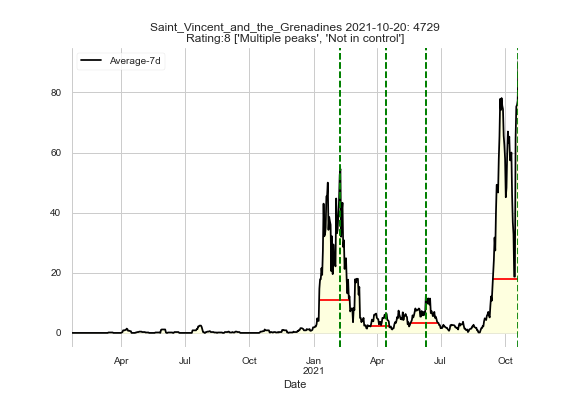 Saint_Vincent_and_the_Grenadines 2021-10-20: 4729
Rating:8 ['Multiple peaks', 'Not in control']
Average-7d
80
60
40
20
0
Apr Jul Oct Jan Apr Jul Oct
2021
Date